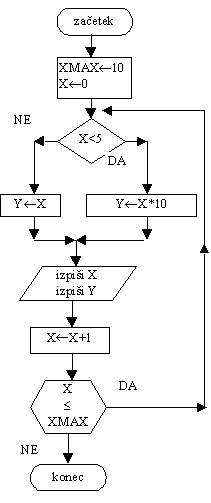 začetek
XMAX←10
X←0
NE
X<5
DA
Y←X
Y←X*10
izpiši X
izpiši Y
X←X+1
X
≤
XMAX
DA
NE
konec